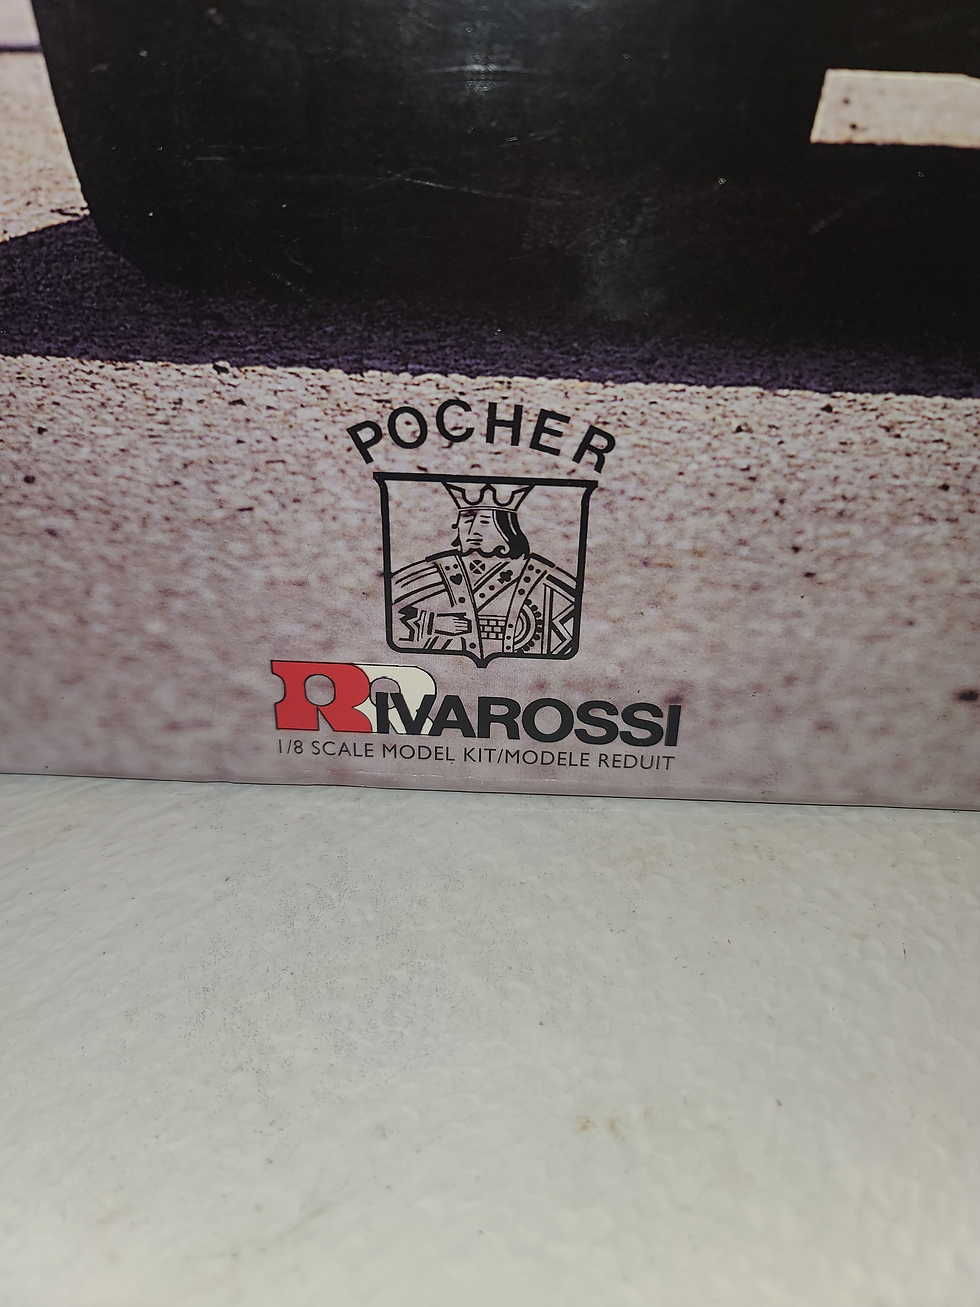 POCHER
RIVAROSSI
1/8 SCALE MODEL KIT/MODELE REDUIT